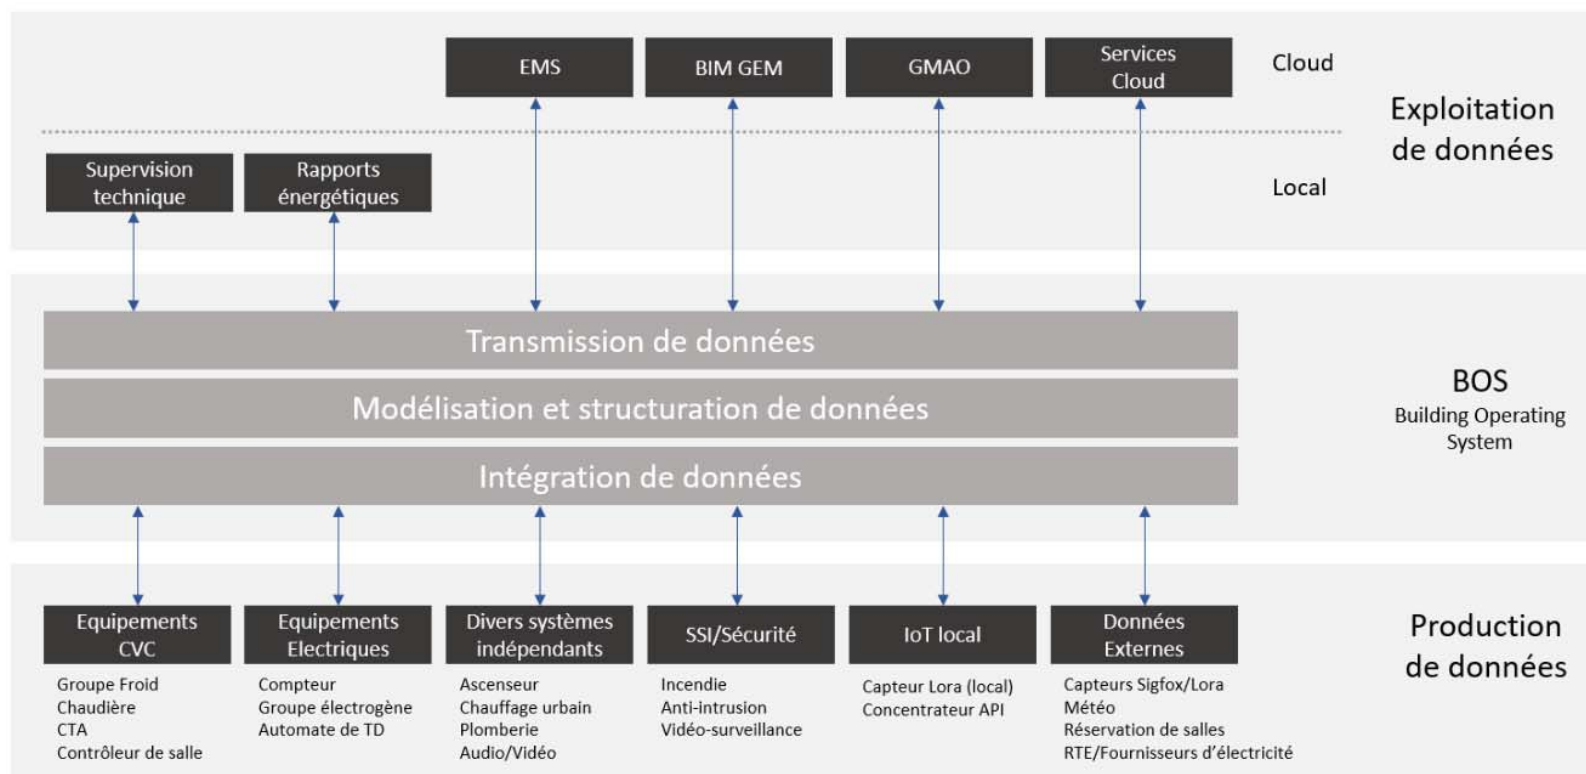 EMS
BIM GEM
GMAO
Services
Cloud
Cloud
Exploitation
de données
Supervision
technique
Rapports
énergétiques
Local
Transmission de données
Modélisation et structuration de données
Intégration de données
BOS
Building Operating
System
Equipements
CVC
Groupe Froid
Chaudière
CTA
Contrôleur de salle
Equipements
Electriques
Compteur
Groupe électrogène
Automate de TD
Divers systèmes
indépendants
Ascenseur
Chauffage urbain
Plomberie
Audio/Vidéo
SSI/Sécurité
Incendie
Anti-intrusion
Vidéo-surveillance
IoT local
Capteur Lora (local)
Concentrateur API
Données
Externes
Capteurs Sigfox/Lora
Météo
Réservation de salles
RTE/Fournisseurs d'électricité
Production
de données